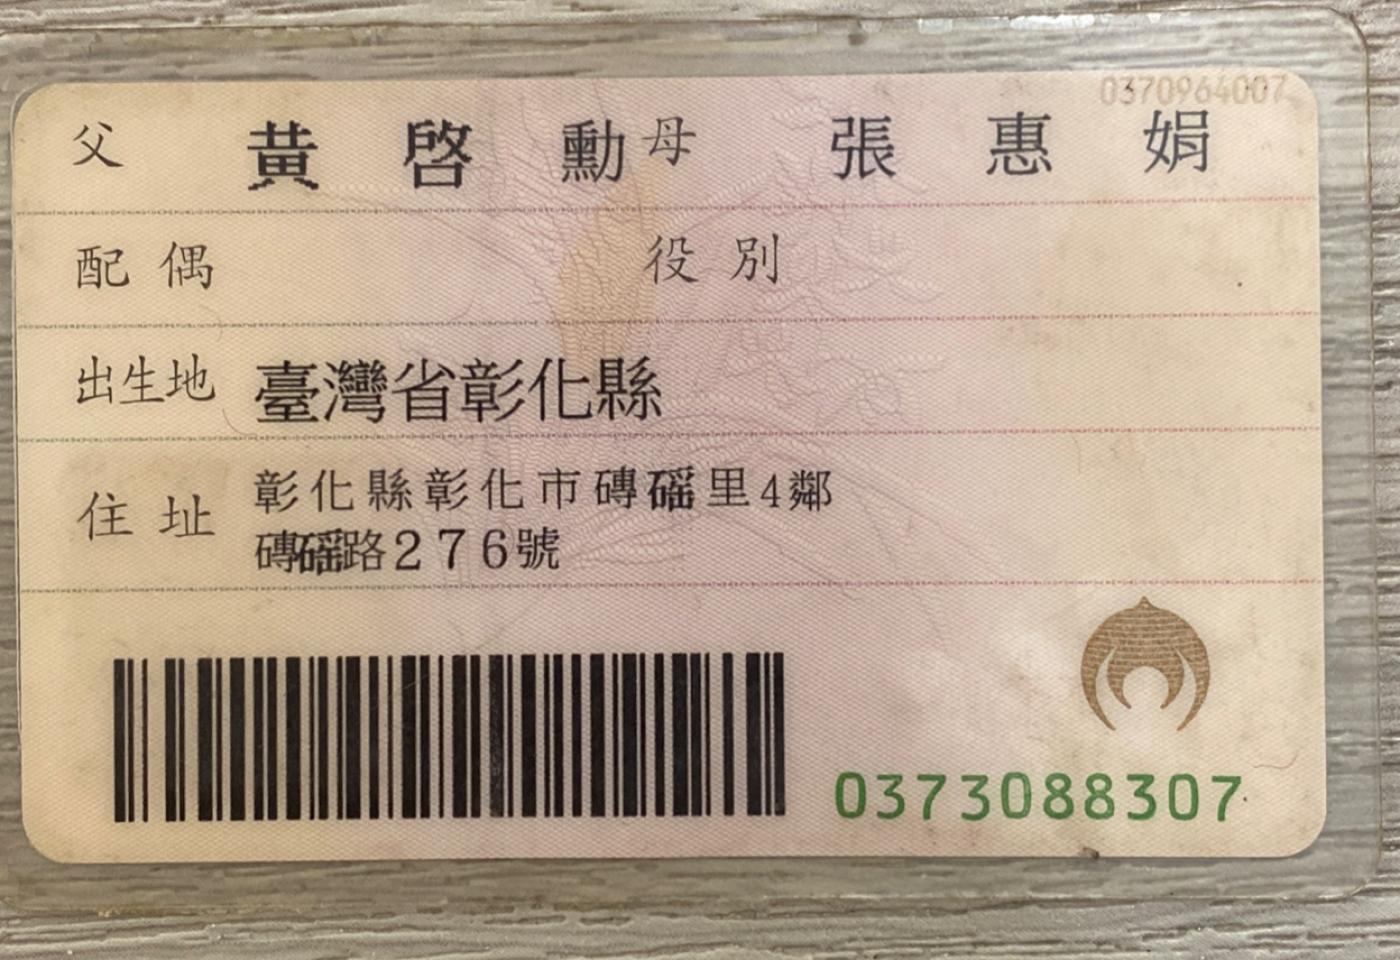 0370964007
父 黄啓勳 母 張惠娟
配偶 役別
出生地 臺灣省彰化縣
住址 彰化縣彰化市磚磘里4鄰
磚磘路276號
0373088307